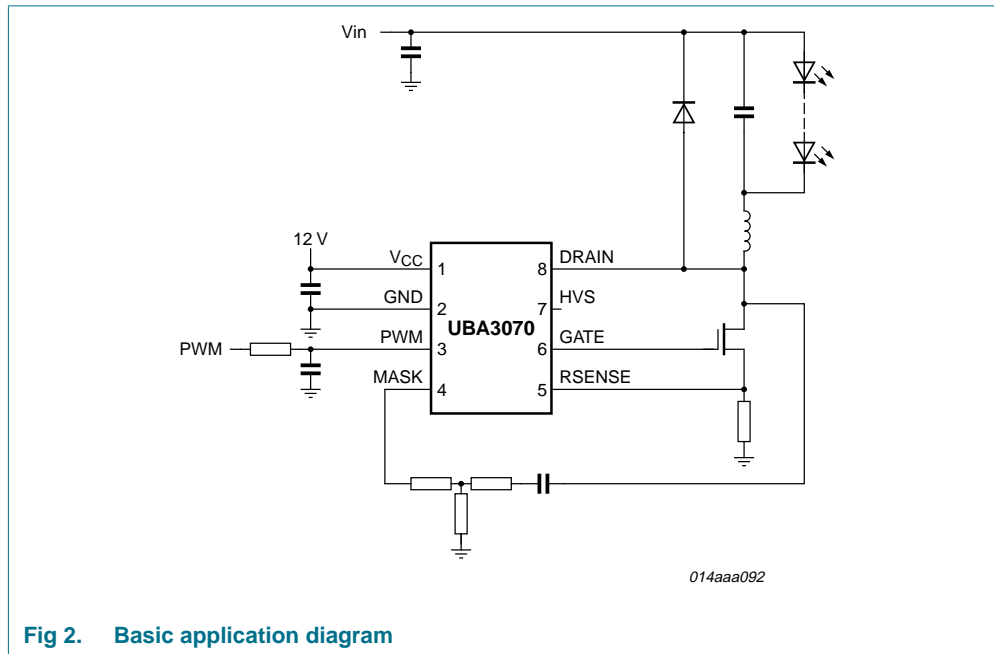 Vin
12 V
VCC
1
8
DRAIN
GND
2
7
HVS
UBA3070
PWM
PWM
3
6
GATE
MASK
4
5
RSENSE
014aaa092
Fig 2. Basic application diagram